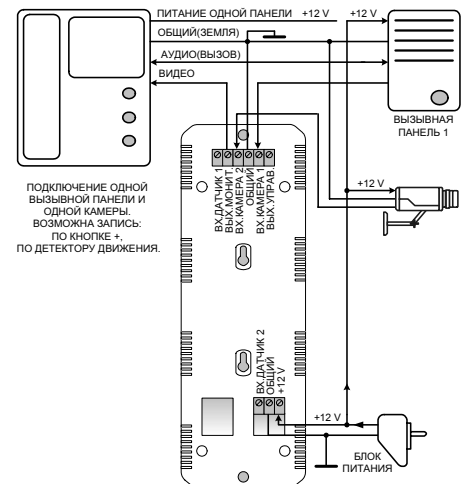 ПИТАНИЕ ОДНОЙ ПАНЕЛИ +12 V +12 V
ОБЩИЙ(ЗЕМЛЯ)
АУДИО(ВЫЗОВ)
ВИДЕО
ВЫЗЫВНАЯ
ПАНЕЛЬ 1
ПОДКЛЮЧЕНИЕ ОДНОЙ
ВЫЗЫВНОЙ ПАНЕЛИ И
ОДНОЙ КАМЕРЫ.
ВОЗМОЖНА ЗАПИСЬ:
ПО КНОПКЕ +,
ПО ДЕТЕКТОРУ ДВИЖЕНИЯ.
ВХ.ДАТЧИК 1
ВЫХ.МОНИТ.
ВХ.КАМЕРА 2
ОБЩИЙ
ВХ.КАМЕРА 1
ВЫХ.УПРАВ.
+12 V
ВХ.ДАТЧИК 2
ОБЩИЙ
+12 V
+12 V
БЛОК
ПИТАНИЯ